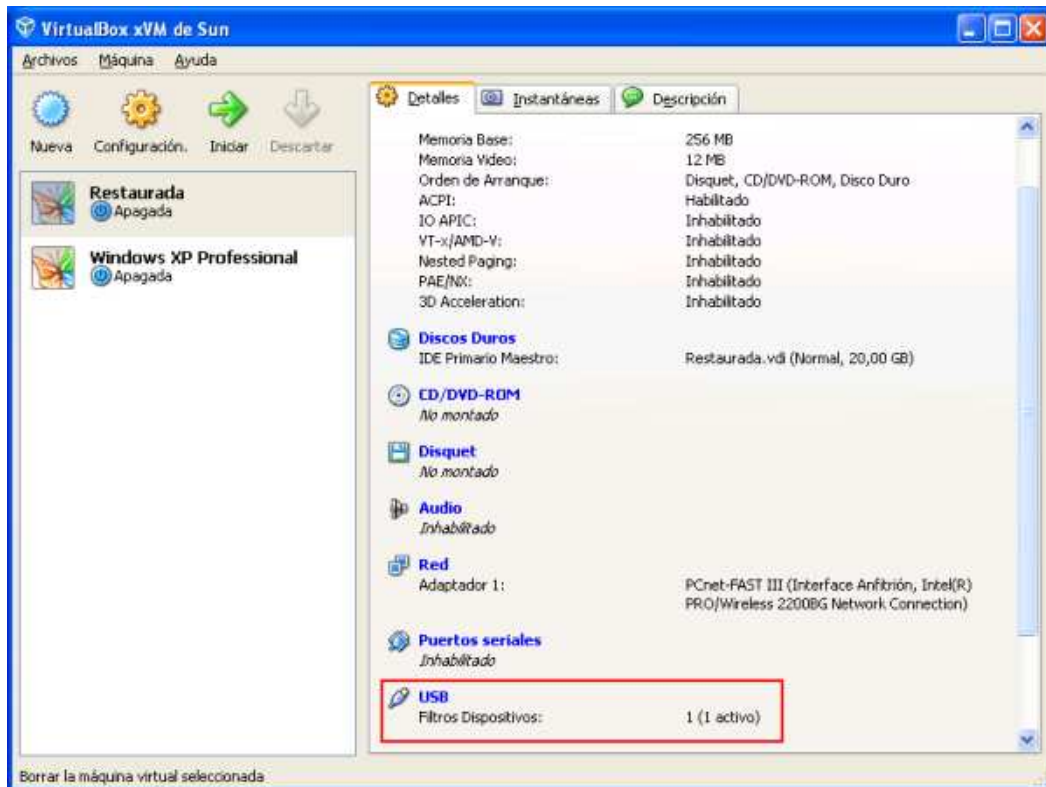 VirtualBox xVM de Sun
Archivos Máquina Ayuda
Nueva Configuración. Iniciar Descartar
Restaurada
Apagada
Windows XP Professional
Apagada
Detalles Instantáneas Descripción
Memoria Base: 256 MB
Memoria Video: 12 MB
Orden de Arranque: Disquet, CD/DVD-ROM, Disco Duro
ACPI: Habilitado
IO APIC: Inhabilitado
VT-x/AMD-V: Inhabilitado
Nested Paging: Inhabilitado
PAE/NX: Inhabilitado
3D Acceleration: Inhabilitado
Discos Duros
IDE Primario Maestro: Restaurada.vdi (Normal, 20,00 GB)
CD/DVD-ROM
No montado
Disquet
No montado
Audio
Inhabilitado
Red
Adaptador 1: PCnet-FAST III (Interface Anfitrión, Intel(R)
PRO/Wireless 2200BG Network Connection)
Puertos seriales
Inhabilitado
USB
Filtros Dispositivos: 1 (1 activo)
Borrar la máquina virtual seleccionada